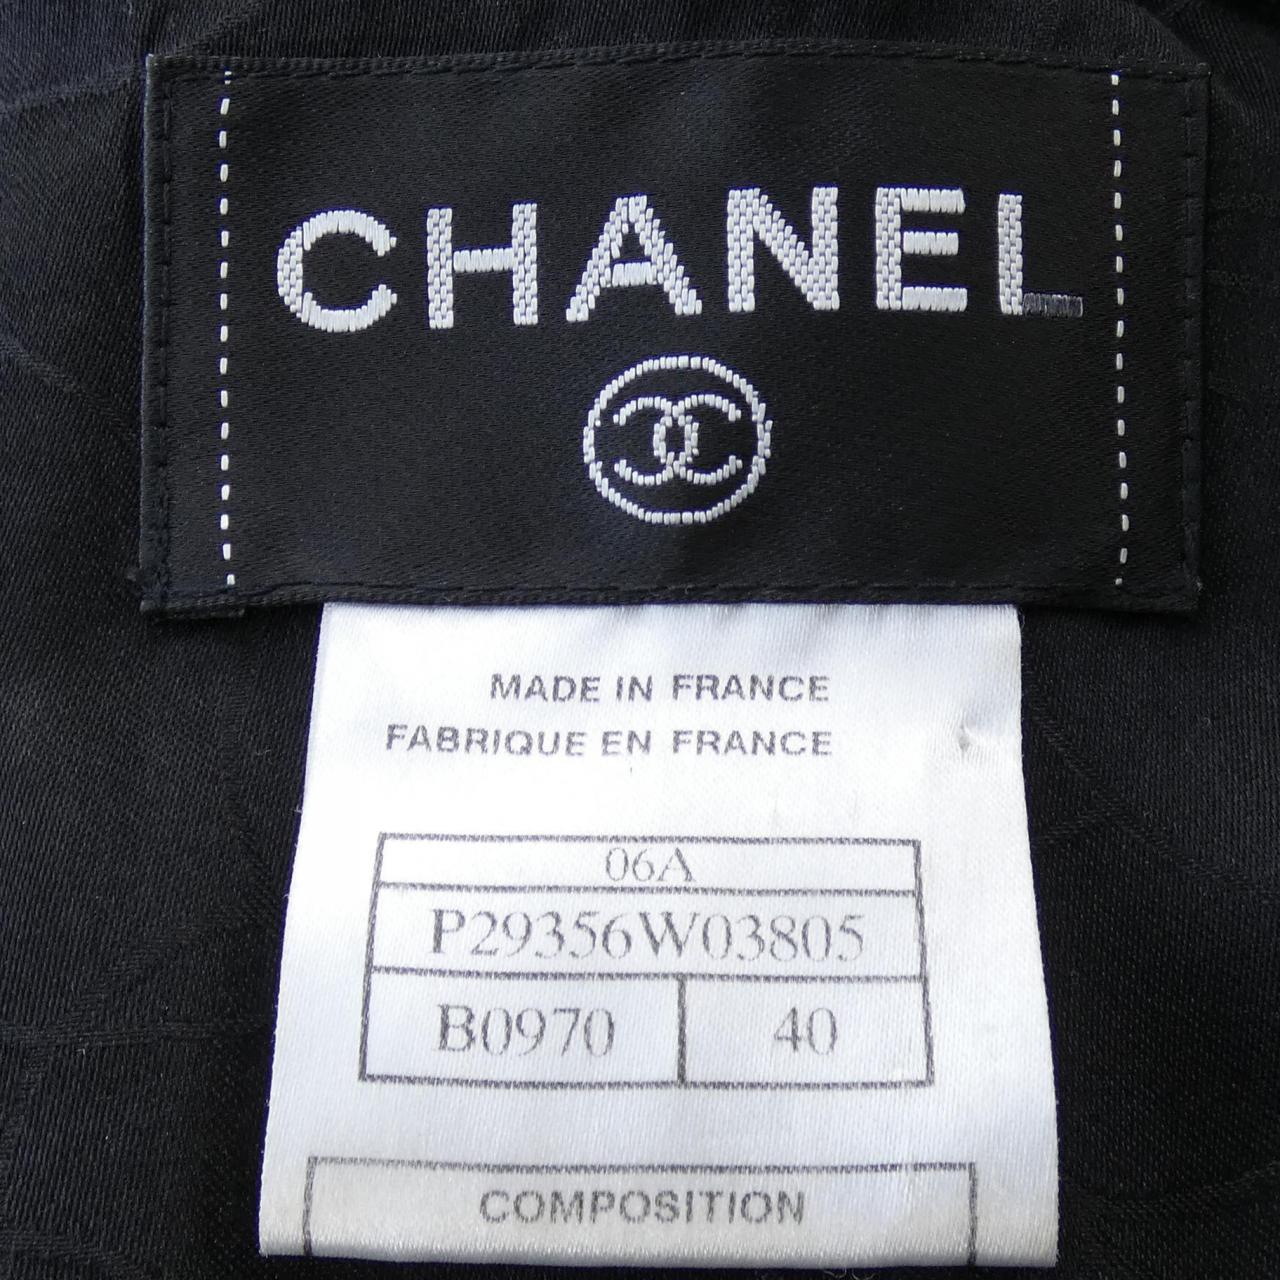 CHANEL
MADE IN FRANCE
FABRIQUE EN FRANCE
06A
P29356W03805
B0970 40
COMPOSITION